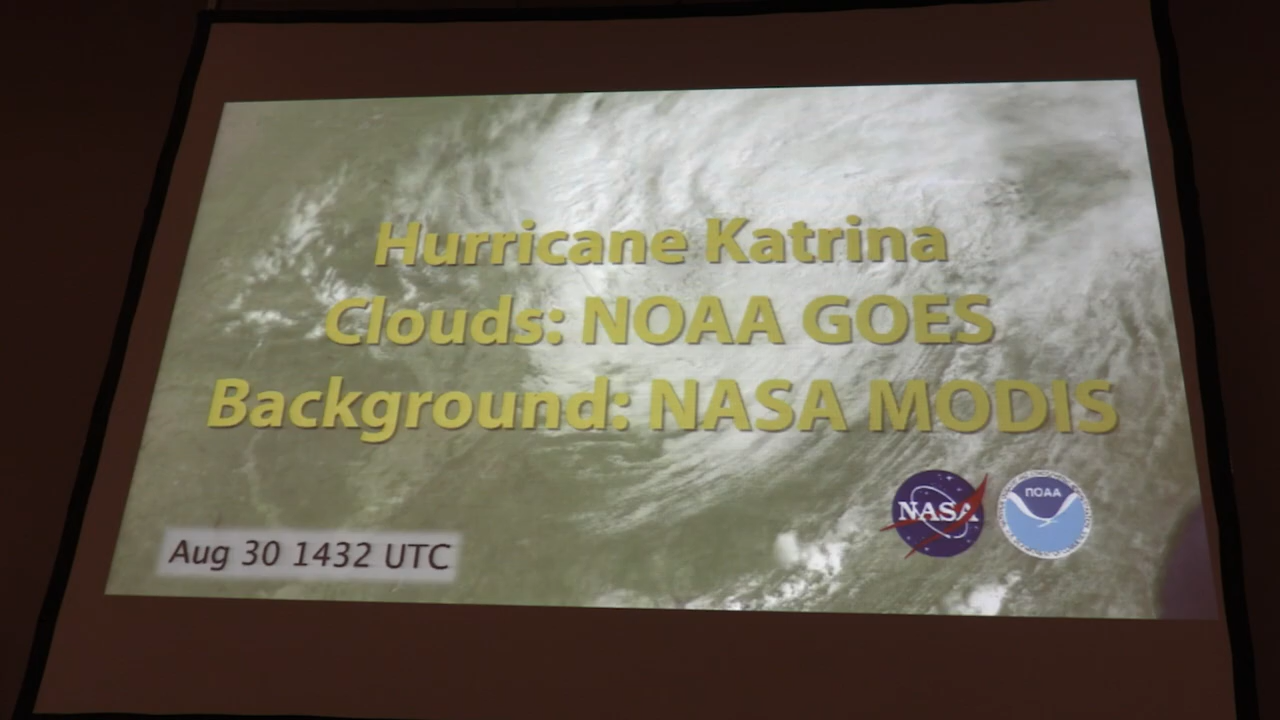 Hurricane Katrina
Clouds: NOAA GOES
Background: NASA MODIS
NASA
NOAA
Aug 30 1432 UTC